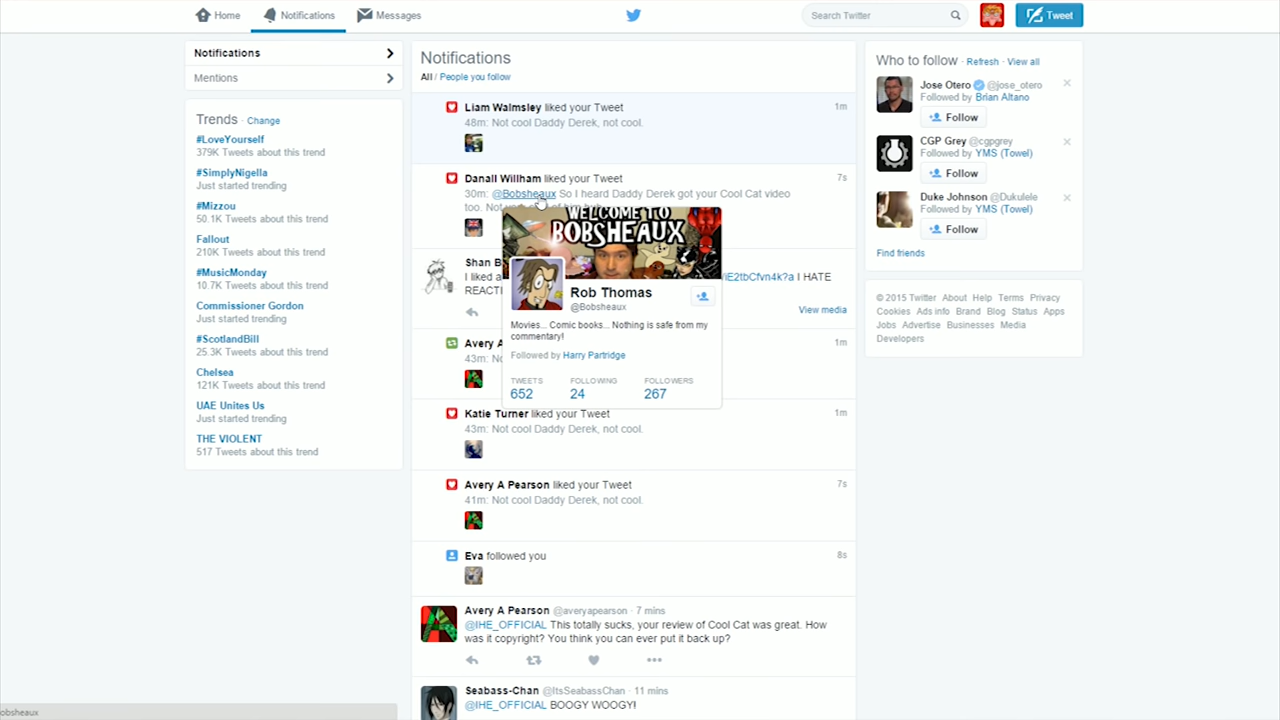 Home
Notifications
Messages
Search Twitter
Tweet
Notifications
Mentions
Trends · Change
#LoveYourself
379K Tweets about this trend
#SimplyNigella
Just started trending
#Mizzou
50.1K Tweets about this trend
Fallout
210K Tweets about this trend
#MusicMonday
10.7K Tweets about this trend
Commissioner Gordon
Just started trending
#ScotlandBill
25.3K Tweets about this trend
Chelsea
121K Tweets about this trend
UAE Unites Us
Just started trending
THE VIOLENT
517 Tweets about this trend
Notifications
All / People you follow
Liam Walmsley liked your Tweet
1m
48m: Not cool Daddy Derek, not cool.
Danall Willham liked your Tweet
7s
30m: @Bobsheaux So I heard Daddy Derek got your Cool Cat video
too.
WELCOME TO
BOBSHEAUX
Rob Thomas
@Bobsheaux
Movies... Comic books... Nothing is safe from my
commentary!
Followed by Harry Partridge
TWEETS FOLLOWING FOLLOWERS
652 24 267
Shan B
I liked a
/iE2tbCfvn4k?a I HATE
REACTI
View media
Avery A
1m
43m: No
Katie Turner liked your Tweet
1m
43m: Not cool Daddy Derek, not cool.
Avery A Pearson liked your Tweet
7s
41m: Not cool Daddy Derek, not cool.
Eva followed you
8s
Avery A Pearson @averyapearson · 7 mins
@IHE_OFFICIAL This totally sucks, your review of Cool Cat was great. How
was it copyright? You think you can ever put it back up?
Seabass-Chan @ItsSeabassChan · 11 mins
@IHE_OFFICIAL BOOGY WOOGY!
Who to follow · Refresh · View all
Jose Otero @jose_otero
Followed by Brian Altano
Follow
CGP Grey @cgpgrey
Followed by YMS (Towel)
Follow
Duke Johnson @Dukulele
Followed by YMS (Towel)
Follow
Find friends
© 2015 Twitter About Help Terms Privacy
Cookies Ads info Brand Blog Status Apps
Jobs Advertise Businesses Media
Developers
obsheaux